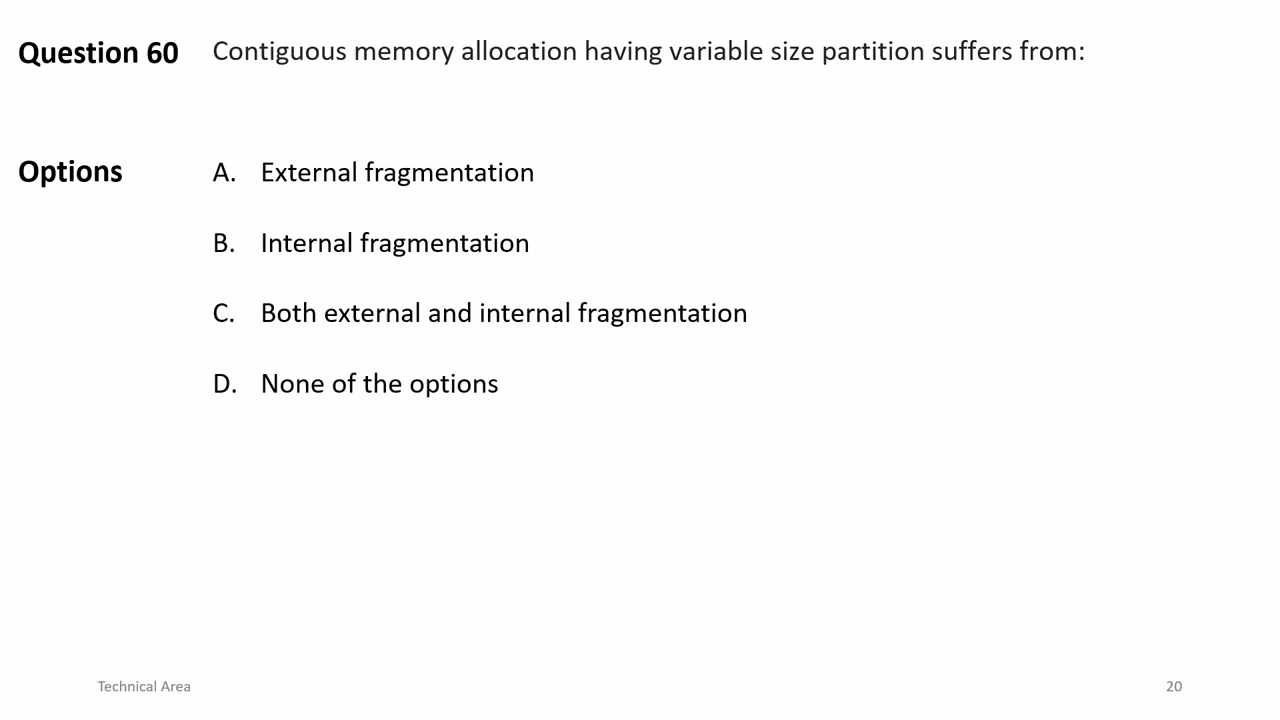 Question 60 Contiguous memory allocation having variable size partition suffers from:
Options A. External fragmentation
B. Internal fragmentation
C. Both external and internal fragmentation
D. None of the options
Technical Area 20